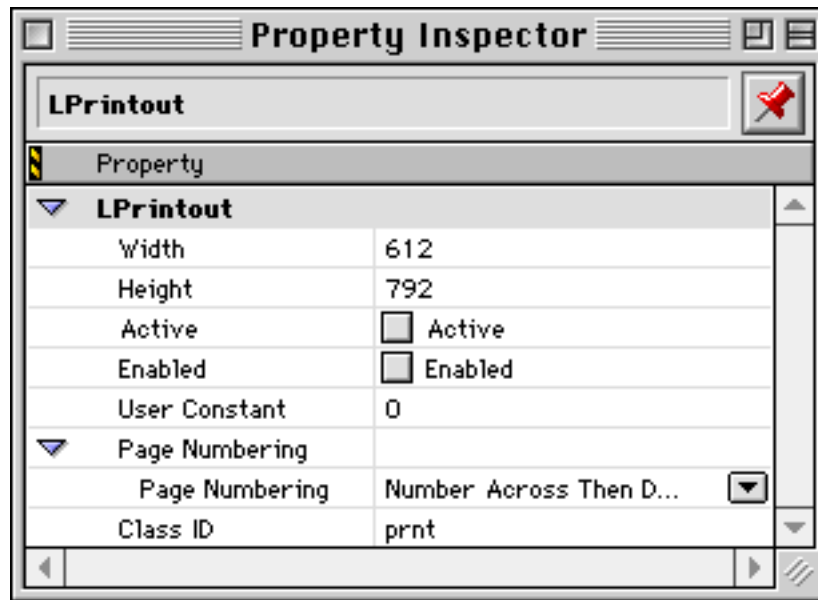 Property Inspector
LPrintout
Property
LPrintout
Width 612
Height 792
Active Active
Enabled Enabled
User Constant 0
Page Numbering
Page Numbering Number Across Then D...
Class ID prnt